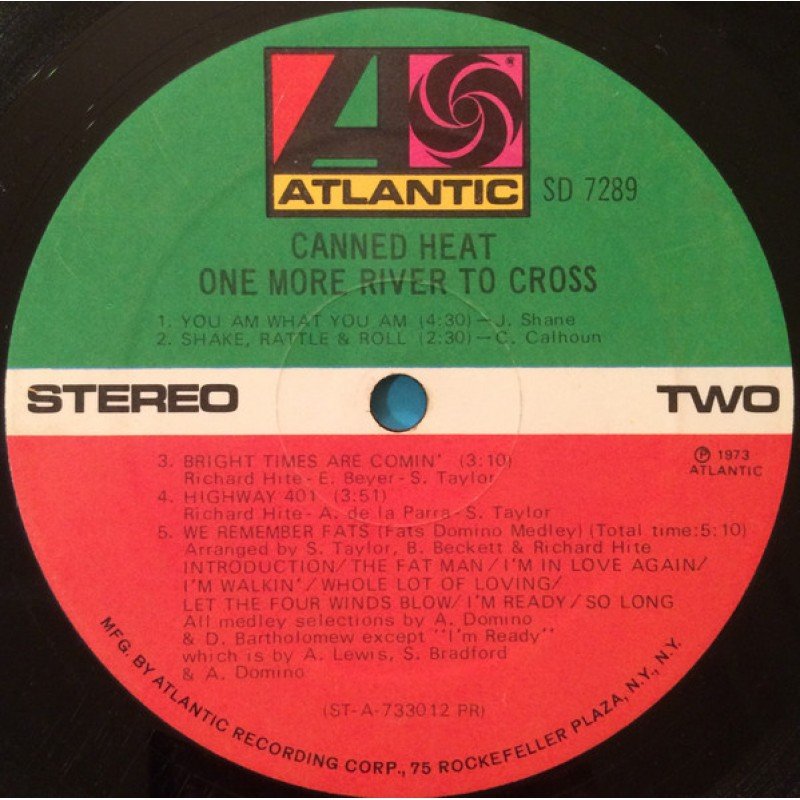 ATLANTIC
®
SD 7289
CANNED HEAT
ONE MORE RIVER TO CROSS
1. YOU AM WHAT YOU AM (4:30) — J. Shane
2. SHAKE, RATTLE & ROLL (2:30) — C. Calhoun
STEREO
TWO
3. BRIGHT TIMES ARE COMIN' (3:10)
Richard Hite - E. Beyer - S. Taylor
4. HIGHWAY 401 (3:51)
Richard Hite - A. de la Parra - S. Taylor
℗ 1973
ATLANTIC
5. WE REMEMBER FATS (Fats Domino Medley) (Total time:5:10)
Arranged by S. Taylor, B. Beckett & Richard Hite
INTRODUCTION/THE FAT MAN/I'M IN LOVE AGAIN/
I'M WALKIN'/WHOLE LOT OF LOVING/
LET THE FOUR WINDS BLOW/I'M READY/SO LONG
All medley selections by A. Domino
& D. Bartholomew except "I'm Ready"
which is by A. Lewis, S. Bradford
& A. Domino
(ST-A-733012 PR)
MFG. BY ATLANTIC RECORDING CORP., 75 ROCKEFELLER PLAZA, N.Y., N.Y.